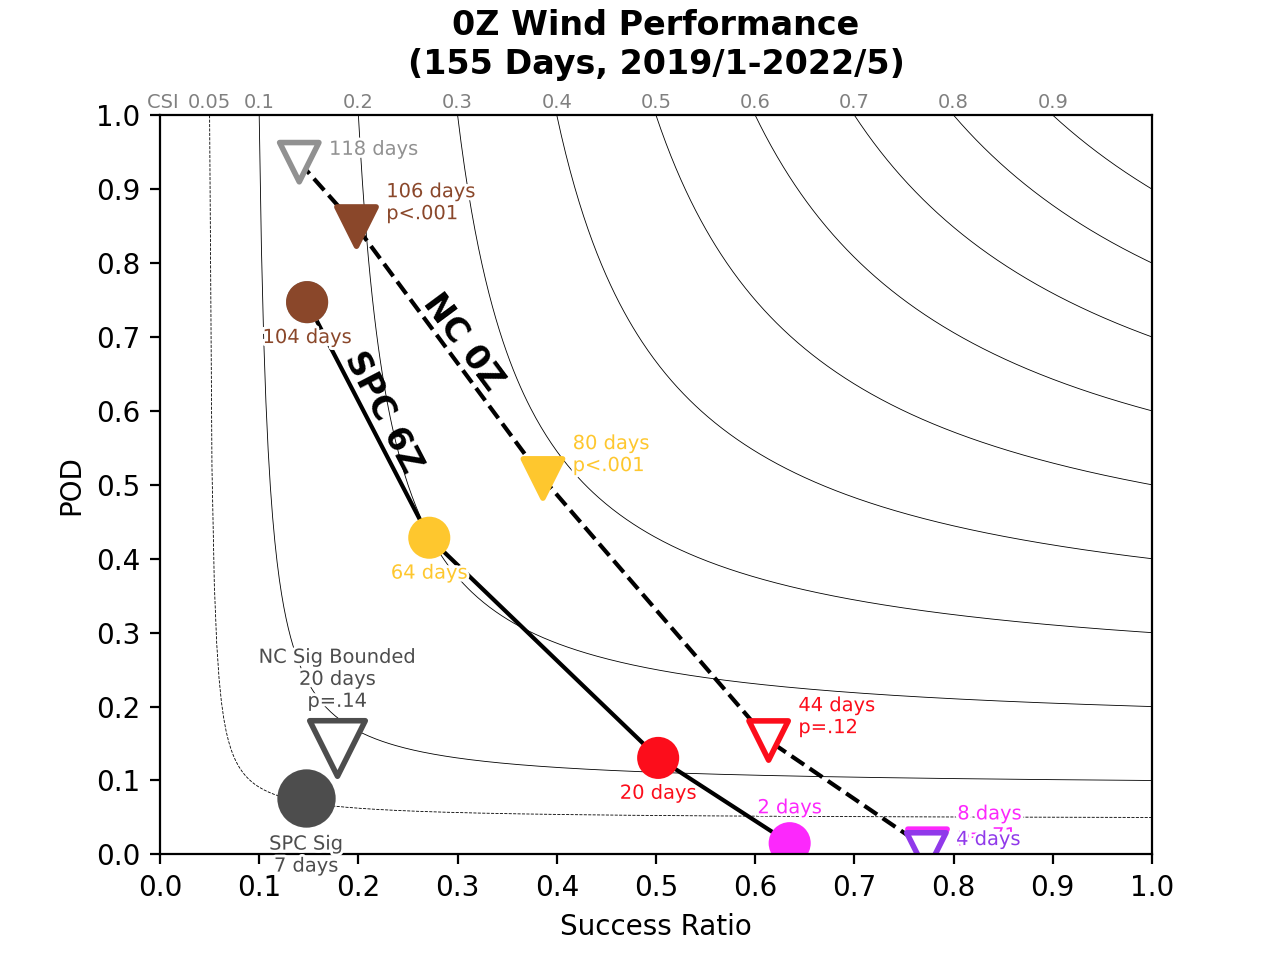 0Z Wind Performance
(155 Days, 2019/1-2022/5)
CSI 0.05 0.1 0.2 0.3 0.4 0.5 0.6 0.7 0.8 0.9
1.0
118 days
0.9
106 days
p<.001
0.8
104 days
0.7
NC 0Z
SPC 6Z
0.6
80 days
p<.001
0.5
POD
64 days
0.4
0.3
NC Sig Bounded
20 days
p=.14
0.2
44 days
p=.12
20 days
0.1
2 days
8 days
4 days
SPC Sig
7 days
0.0
0.0 0.1 0.2 0.3 0.4 0.5 0.6 0.7 0.8 0.9 1.0
Success Ratio